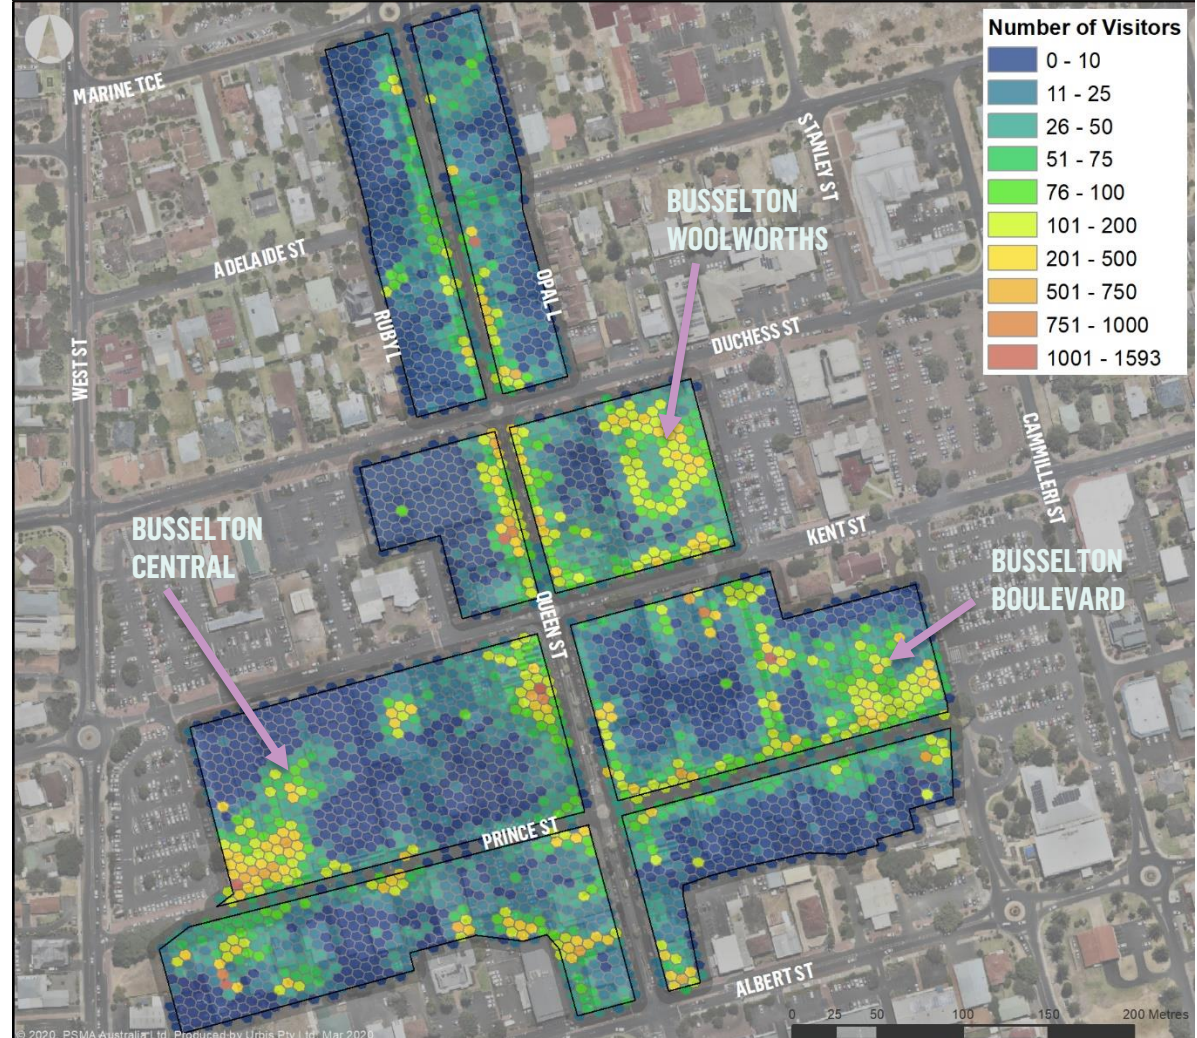 Number of Visitors
0 - 10
11 - 25
26 - 50
51 - 75
76 - 100
101 - 200
201 - 500
501 - 750
751 - 1000
1001 - 1593
MARINE TCE
STANLEY ST
BUSSELTON
WOOLWORTHS
ADELAIDE ST
OPAL L
RUBY L
WEST ST
DUCHESS ST
CAMMILLERI ST
BUSSELTON
CENTRAL
KENT ST
BUSSELTON
BOULEVARD
QUEEN ST
PRINCE ST
ALBERT ST
0 25 50 100 150 200 Metres
© 2020. PSMA Australia Ltd. Produced by Urbis Pty Ltd, Mar 2020